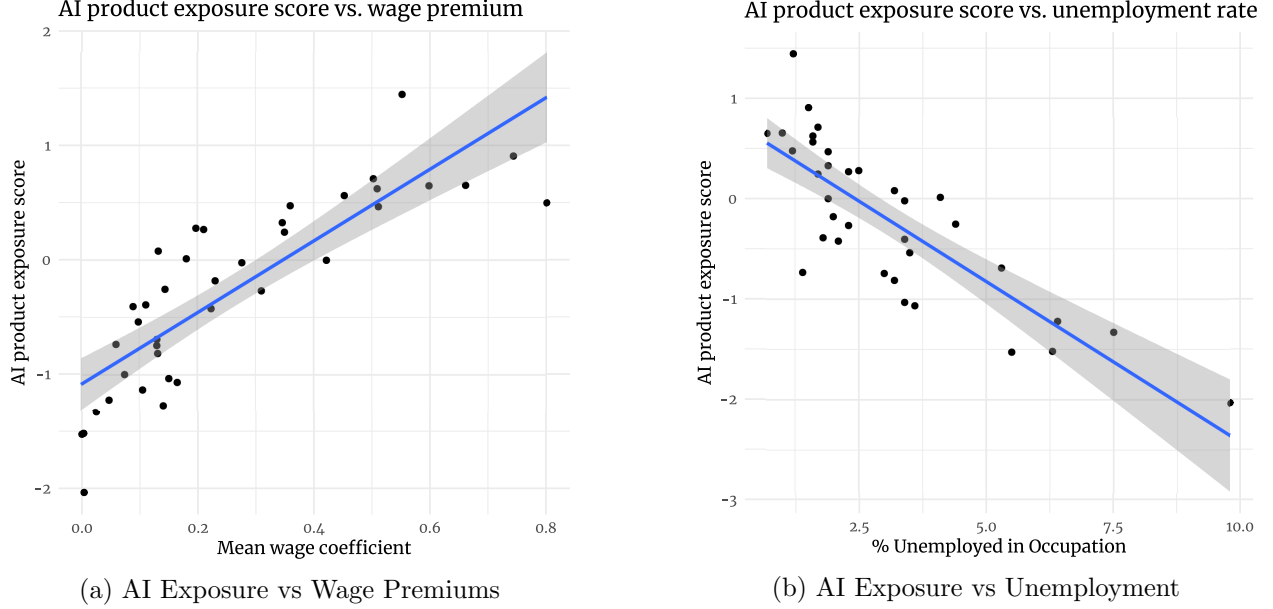 AI product exposure score vs. wage premium
2
1
0
-1
-2
AI product exposure score
0.0 0.2 0.4 0.6 0.8
Mean wage coefficient
(a) AI Exposure vs Wage Premiums
AI product exposure score vs. unemployment rate
1
0
-1
-2
-3
AI product exposure score
2.5 5.0 7.5 10.0
% Unemployed in Occupation
(b) AI Exposure vs Unemployment